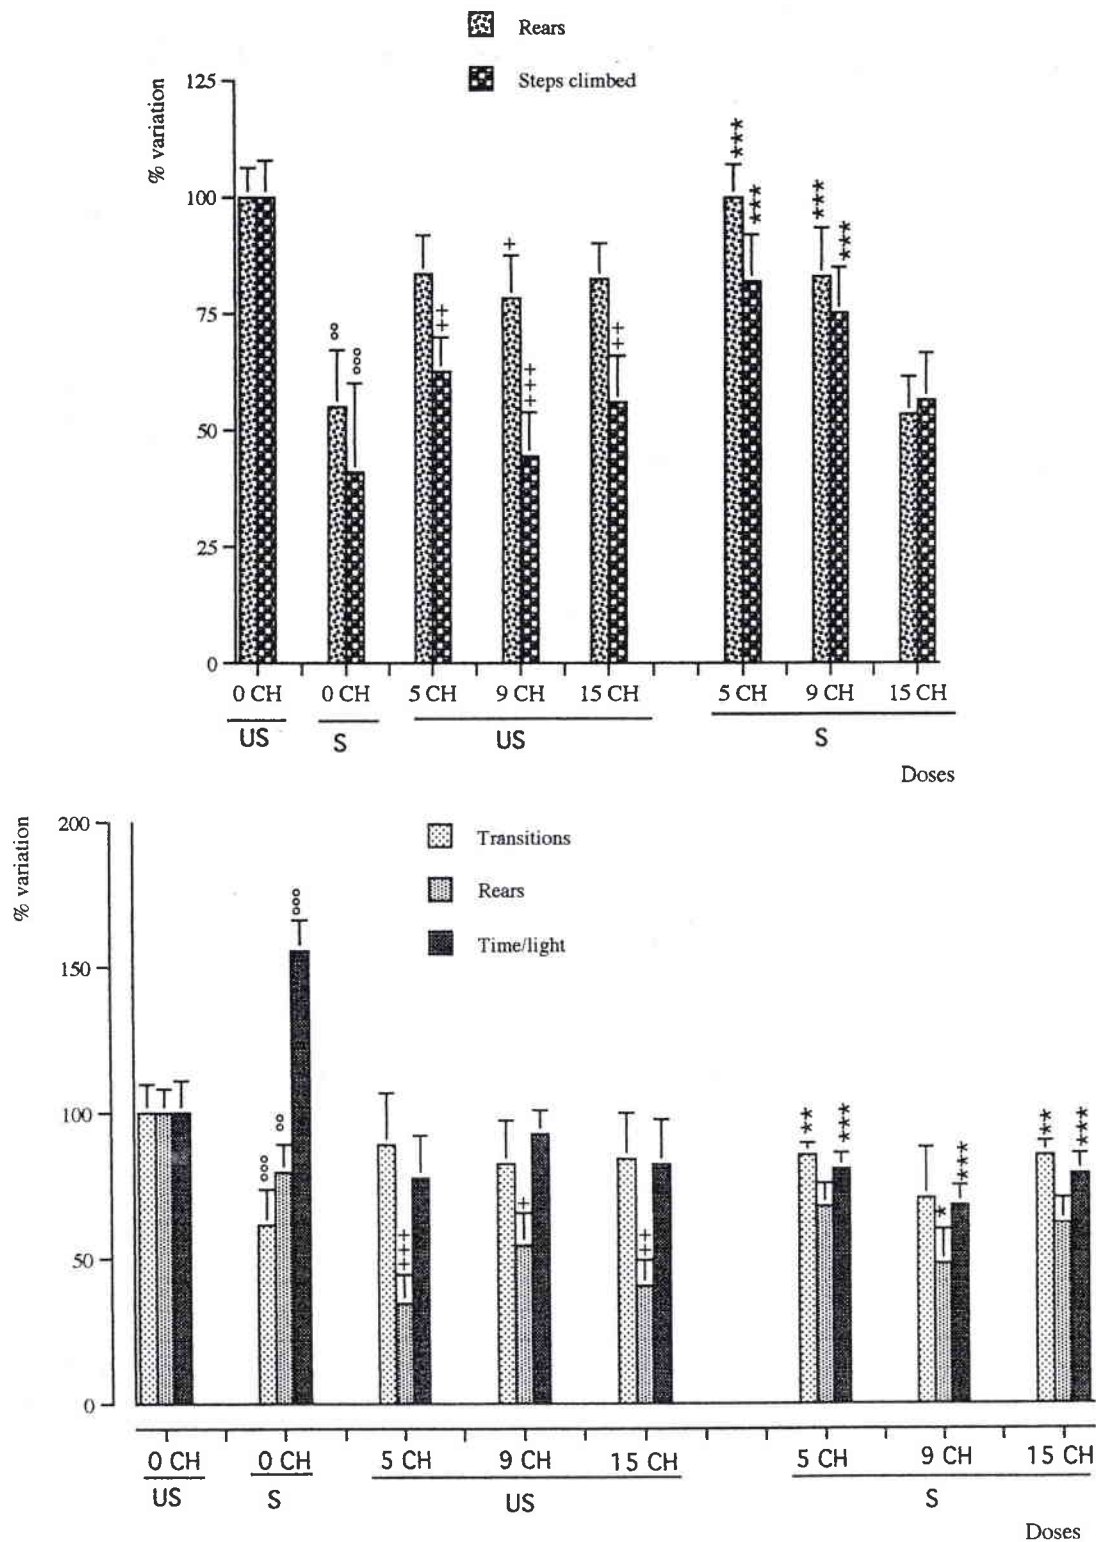 Rears
Steps climbed
% variation
125
100
75
50
25
0
°°
°°°
++
+
+++
++
***
***
***
***
0 CH 0 CH 5 CH 9 CH 15 CH 5 CH 9 CH 15 CH
US S US S
Doses
% variation
200
150
100
50
0
Transitions
Rears
Time/light
°°°
°°
°°°
+++
+
++
**
***
*
***
**
***
0 CH 0 CH 5 CH 9 CH 15 CH 5 CH 9 CH 15 CH
US S US S
Doses